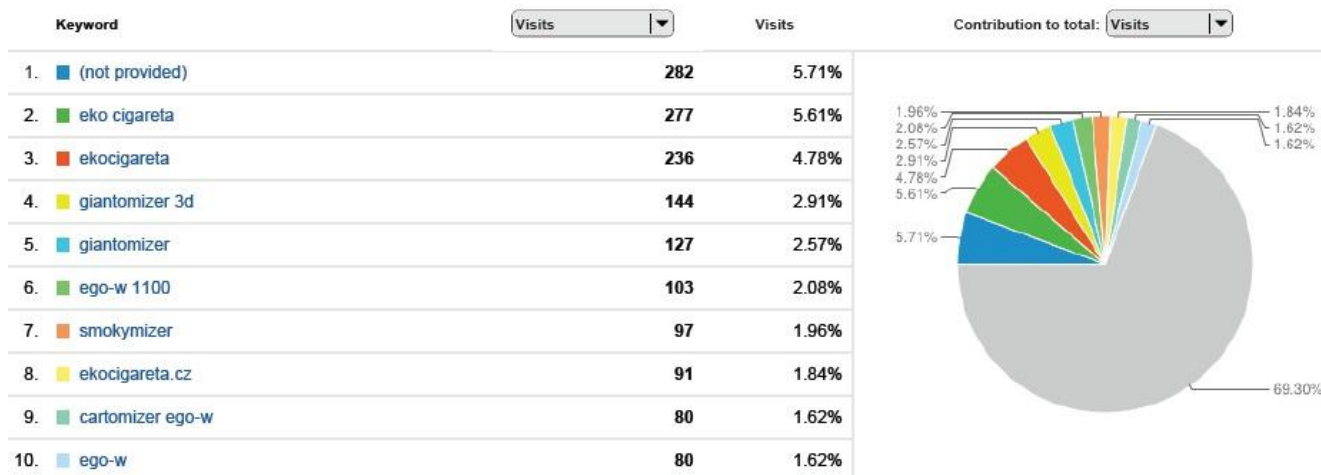 Keyword Visits Visits Contribution to total: Visits
1. (not provided) 282 5.71%
2. eko cigareta 277 5.61%
3. ekocigareta 236 4.78%
4. giantomizer 3d 144 2.91%
5. giantomizer 127 2.57%
6. ego-w 1100 103 2.08%
7. smokymizer 97 1.96%
8. ekocigareta.cz 91 1.84%
9. cartomizer ego-w 80 1.62%
10. ego-w 80 1.62%
1.96%
2.08%
2.57%
2.91%
4.78%
5.61%
5.71%
1.84%
1.62%
1.62%
69.30%